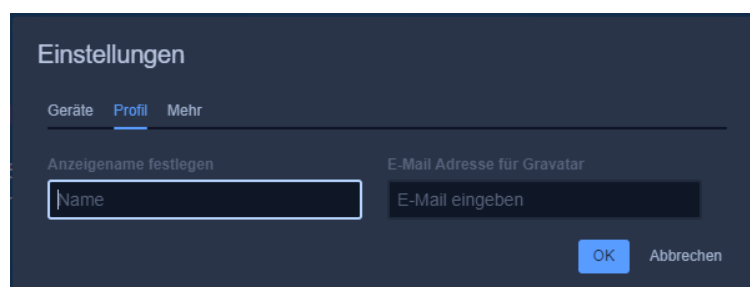 Einstellungen
Geräte Profil Mehr
Anzeigename festlegen E-Mail Adresse für Gravatar
Name E-Mail eingeben
OK Abbrechen